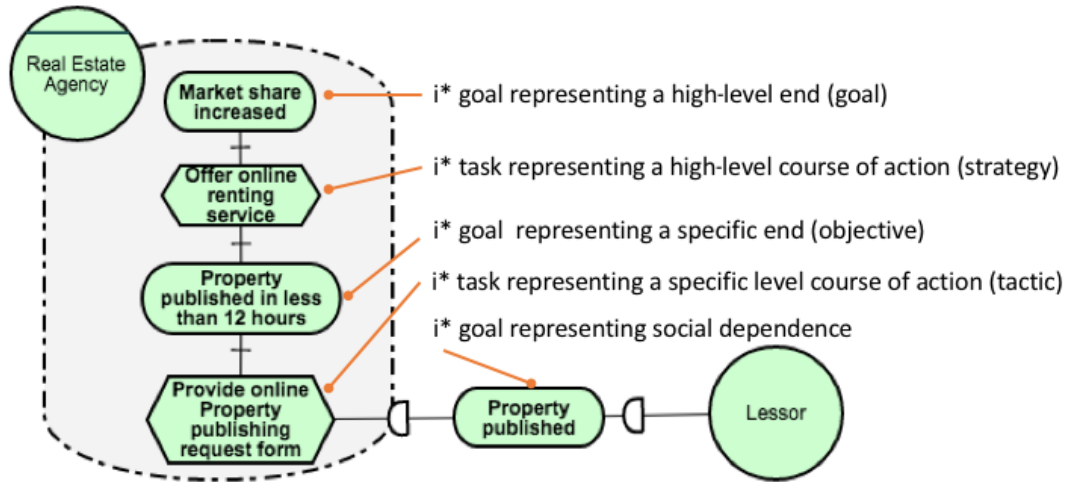 Real Estate
Agency
Market share
increased
i* goal representing a high-level end (goal)
Offer online
renting
service
i* task representing a high-level course of action (strategy)
i* goal representing a specific end (objective)
Property
published in less
than 12 hours
i* task representing a specific level course of action (tactic)
i* goal representing social dependence
Provide online
Property
publishing
request form
Property
published
Lessor